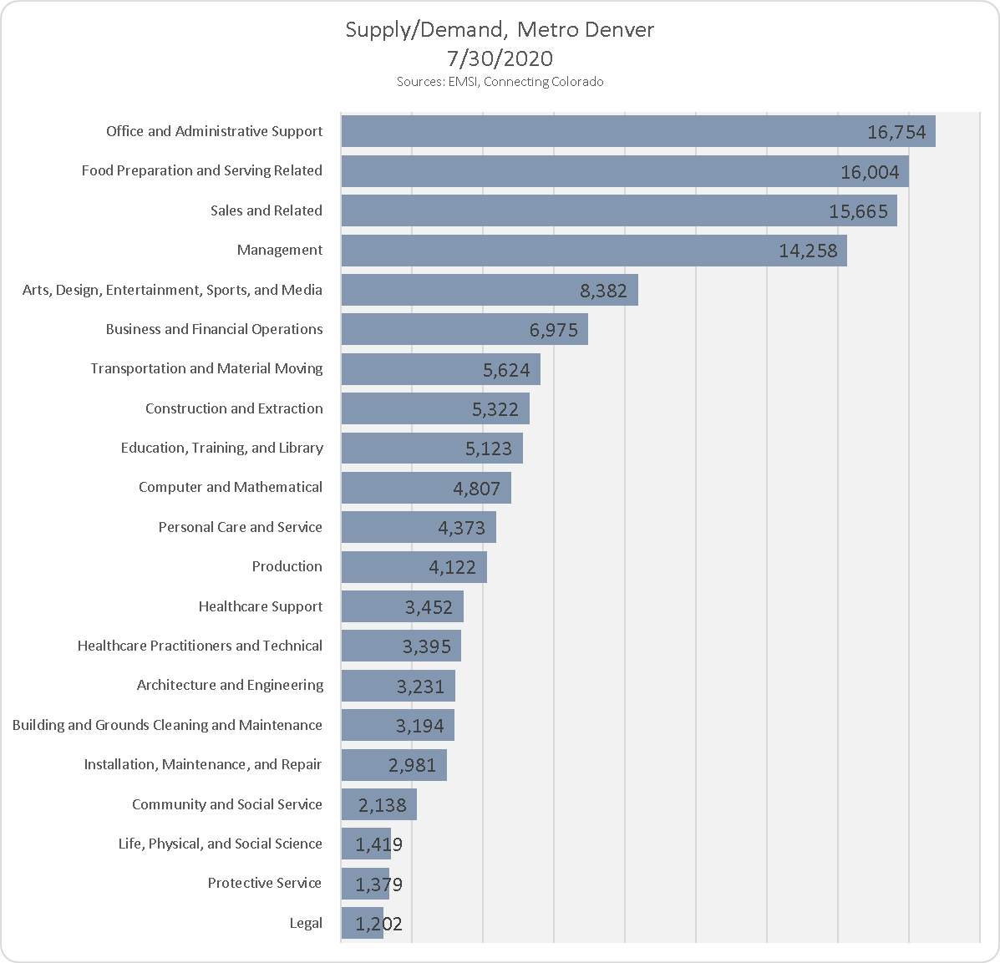 Supply/Demand, Metro Denver
7/30/2020
Sources: EMSI, Connecting Colorado
Office and Administrative Support 16,754
Food Preparation and Serving Related 16,004
Sales and Related 15,665
Management 14,258
Arts, Design, Entertainment, Sports, and Media 8,382
Business and Financial Operations 6,975
Transportation and Material Moving 5,624
Construction and Extraction 5,322
Education, Training, and Library 5,123
Computer and Mathematical 4,807
Personal Care and Service 4,373
Production 4,122
Healthcare Support 3,452
Healthcare Practitioners and Technical 3,395
Architecture and Engineering 3,231
Building and Grounds Cleaning and Maintenance 3,194
Installation, Maintenance, and Repair 2,981
Community and Social Service 2,138
Life, Physical, and Social Science 1,419
Protective Service 1,379
Legal 1,202